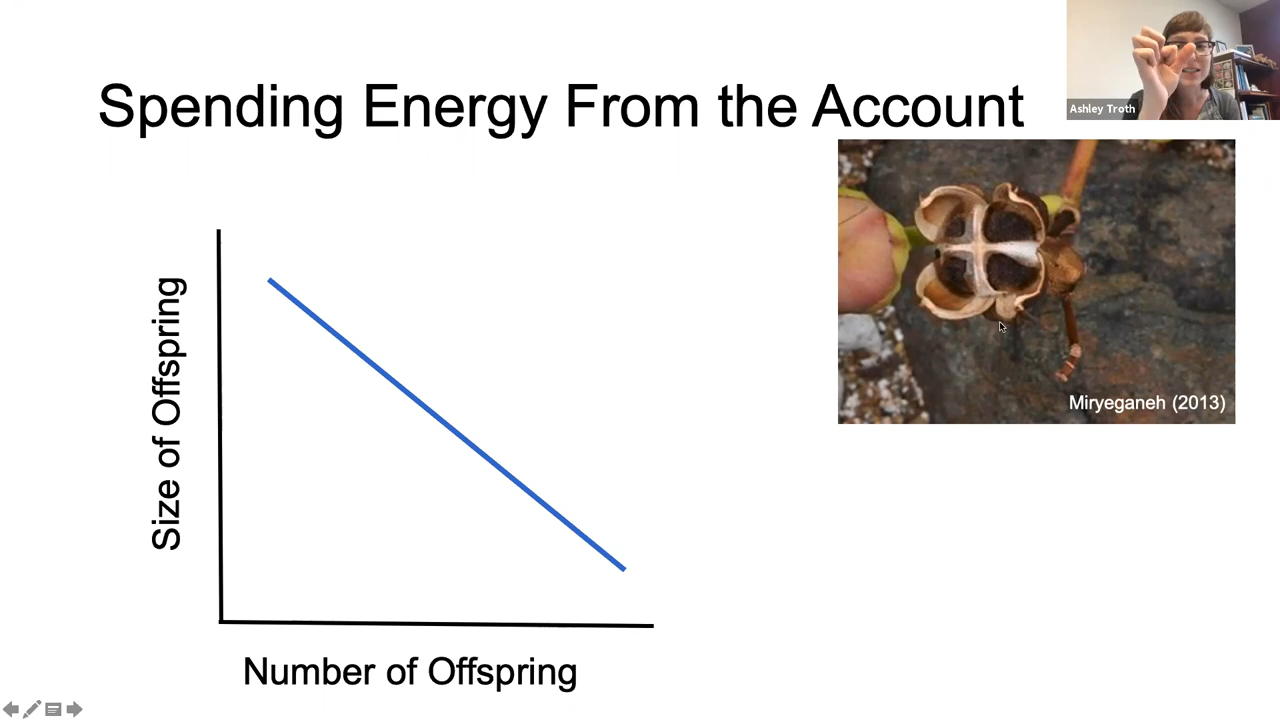 Ashley Troth
Spending Energy From the Account
Miryeganeh (2013)
Size of Offspring
Number of Offspring